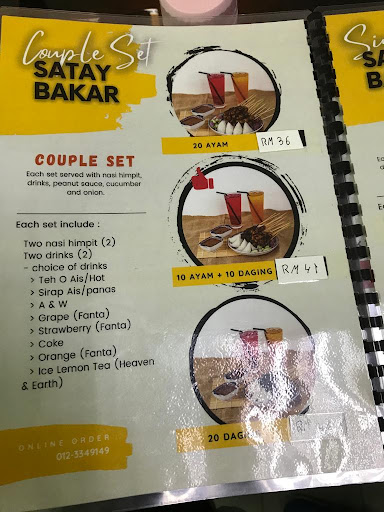 Couple Set
SATAY
BAKAR
COUPLE SET
Each set served with nasi himpit,
drinks, peanut sauce, cucumber
and onion.
Each set include :
Two nasi himpit (2)
Two drinks (2)
- choice of drinks
> Teh O Ais/Hot
> Sirap Ais/panas
> A & W
> Grape (Fanta)
> Strawberry (Fanta)
> Coke
> Orange (Fanta)
> Ice Lemon Tea (Heaven
& Earth)
ONLINE ORDER :
012-3349149
20 AYAM
RM 36
10 AYAM + 10 DAGING
RM 41
20
Si
SA
B